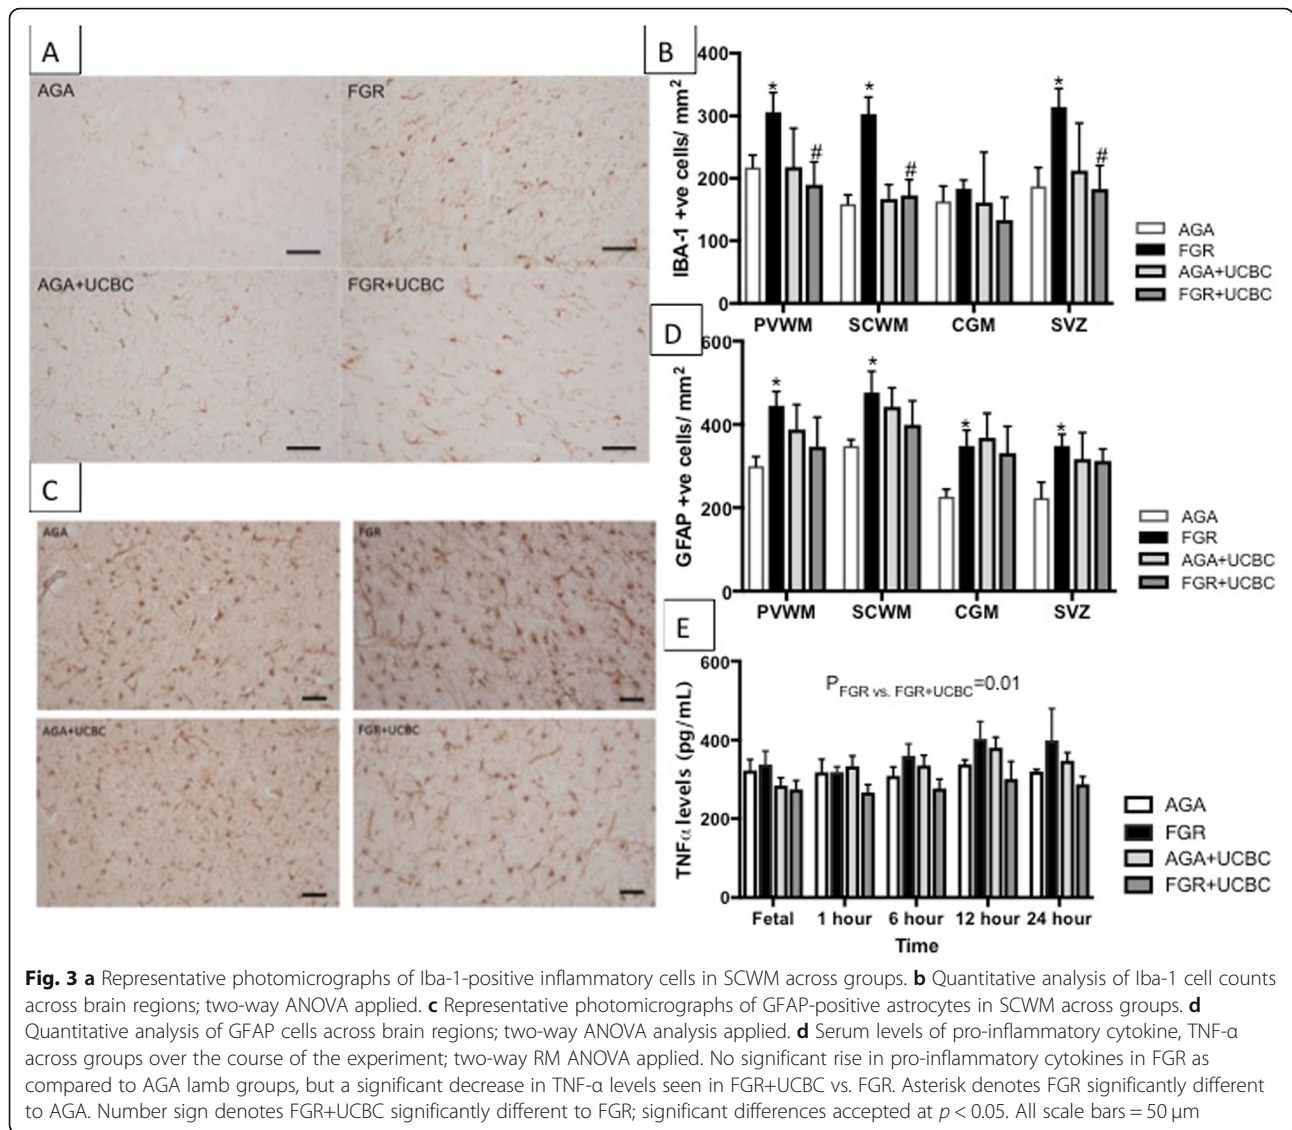 A
AGA
FGR
AGA+UCBC
FGR+UCBC
B
IBA-1 +ve cells/ mm²
400
300
200
100
0
* * *
# # #
PVWM SCWM CGM SVZ
AGA
FGR
AGA+UCBC
FGR+UCBC
C
AGA
FGR
AGA+UCBC
FGR+UCBC
D
GFAP +ve cells/ mm²
600
400
200
0
* * * *
PVWM SCWM CGM SVZ
AGA
FGR
AGA+UCBC
FGR+UCBC
E
TNFα levels (pg/mL)
600
400
200
0
P FGR vs. FGR+UCBC=0.01
Fetal 1 hour 6 hour 12 hour 24 hour
Time
AGA
FGR
AGA+UCBC
FGR+UCBC
Fig. 3 a Representative photomicrographs of Iba-1-positive inflammatory cells in SCWM across groups. b Quantitative analysis of Iba-1 cell counts
across brain regions; two-way ANOVA applied. c Representative photomicrographs of GFAP-positive astrocytes in SCWM across groups. d
Quantitative analysis of GFAP cells across brain regions; two-way ANOVA analysis applied. d Serum levels of pro-inflammatory cytokine, TNF-α
across groups over the course of the experiment; two-way RM ANOVA applied. No significant rise in pro-inflammatory cytokines in FGR as
compared to AGA lamb groups, but a significant decrease in TNF-α levels seen in FGR+UCBC vs. FGR. Asterisk denotes FGR significantly different
to AGA. Number sign denotes FGR+UCBC significantly different to FGR; significant differences accepted at p < 0.05. All scale bars = 50 μm